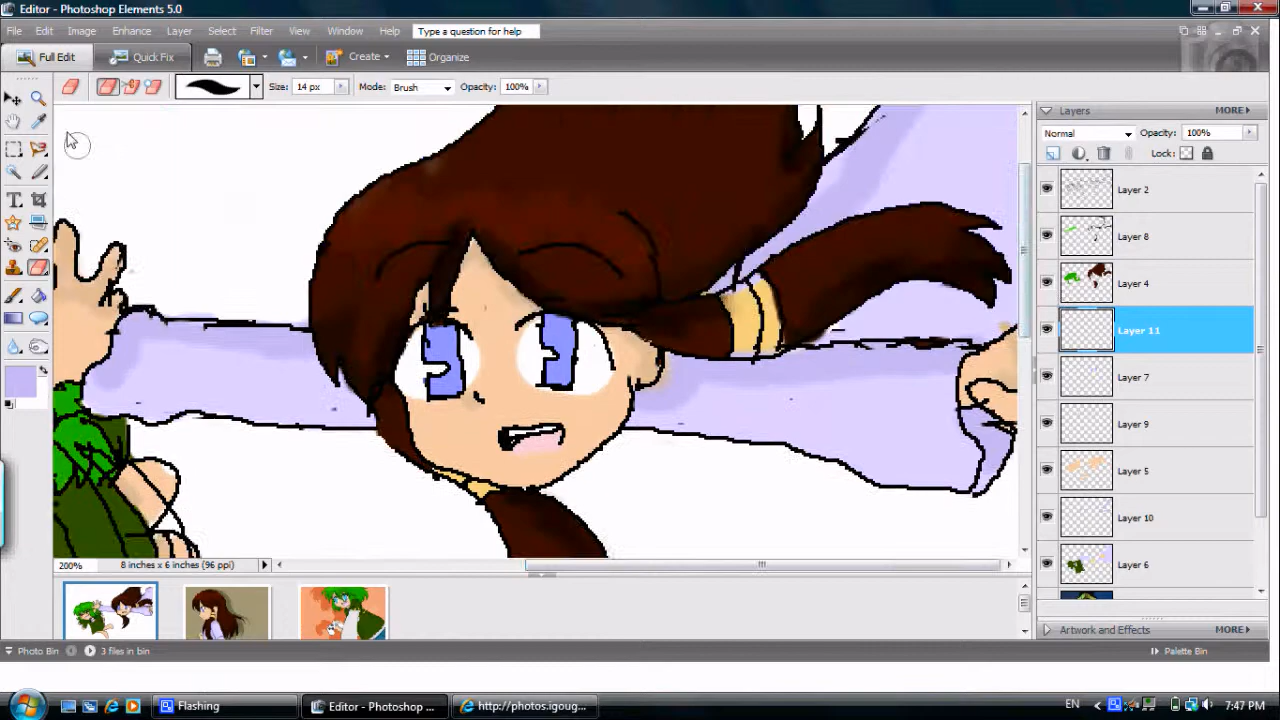 Editor - Photoshop Elements 5.0
File Edit Image Enhance Layer Select Filter View Window Help Type a question for help
Full Edit Quick Fix Create Organize
Size: 14 px Mode: Brush Opacity: 100%
Layers MORE
Normal Opacity: 100%
Lock:
Layer 2
Layer 8
Layer 4
Layer 11
Layer 7
Layer 9
Layer 5
Layer 10
Layer 6
200% 8 inches x 6 inches (96 ppi)
Artwork and Effects MORE
Photo Bin 3 files in bin Palette Bin
Flashing Editor - Photoshop ... http://photos.igoug... EN 7:47 PM